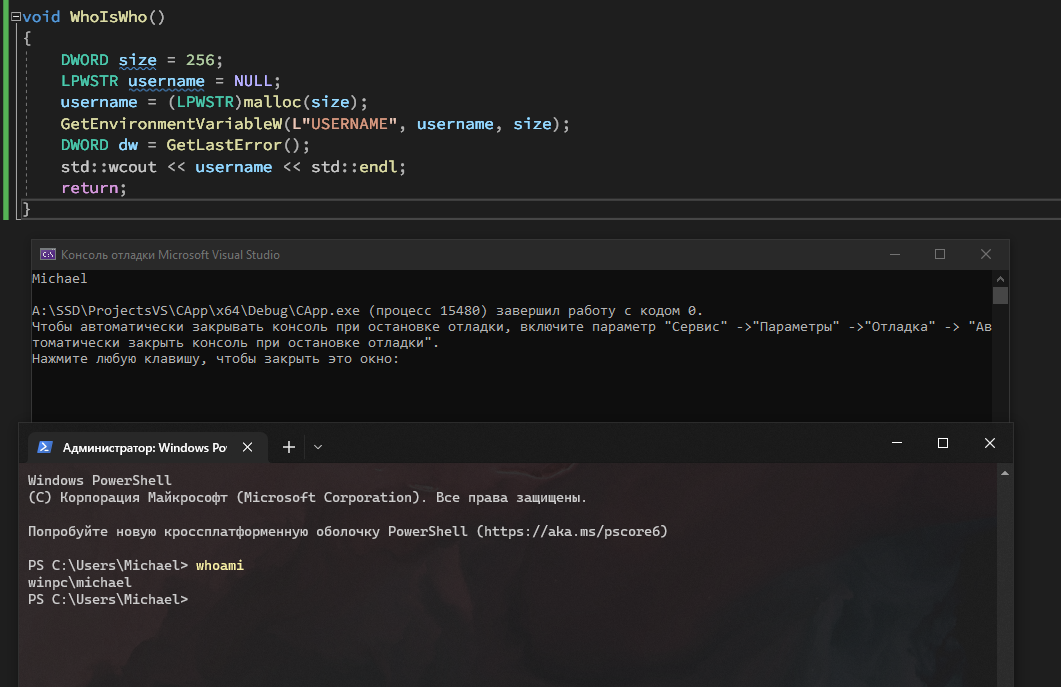 void WhoIsWho()
{
DWORD size = 256;
LPWSTR username = NULL;
username = (LPWSTR)malloc(size);
GetEnvironmentVariableW(L"USERNAME", username, size);
DWORD dw = GetLastError();
std::wcout << username << std::endl;
return;
}
Консоль отладки Microsoft Visual Studio
Michael
A:\SSD\ProjectsVS\CApp\x64\Debug\CApp.exe (процесс 15480) завершил работу с кодом 0.
Чтобы автоматически закрывать консоль при остановке отладки, включите параметр "Сервис" ->"Параметры" ->"Отладка" -> "Ав
томатически закрыть консоль при остановке отладки".
Нажмите любую клавишу, чтобы закрыть это окно:
Администратор: Windows Po
Windows PowerShell
(C) Корпорация Майкрософт (Microsoft Corporation). Все права защищены.
Попробуйте новую кроссплатформенную оболочку PowerShell (https://aka.ms/pscore6)
PS C:\Users\Michael> whoami
winpc\michael
PS C:\Users\Michael>